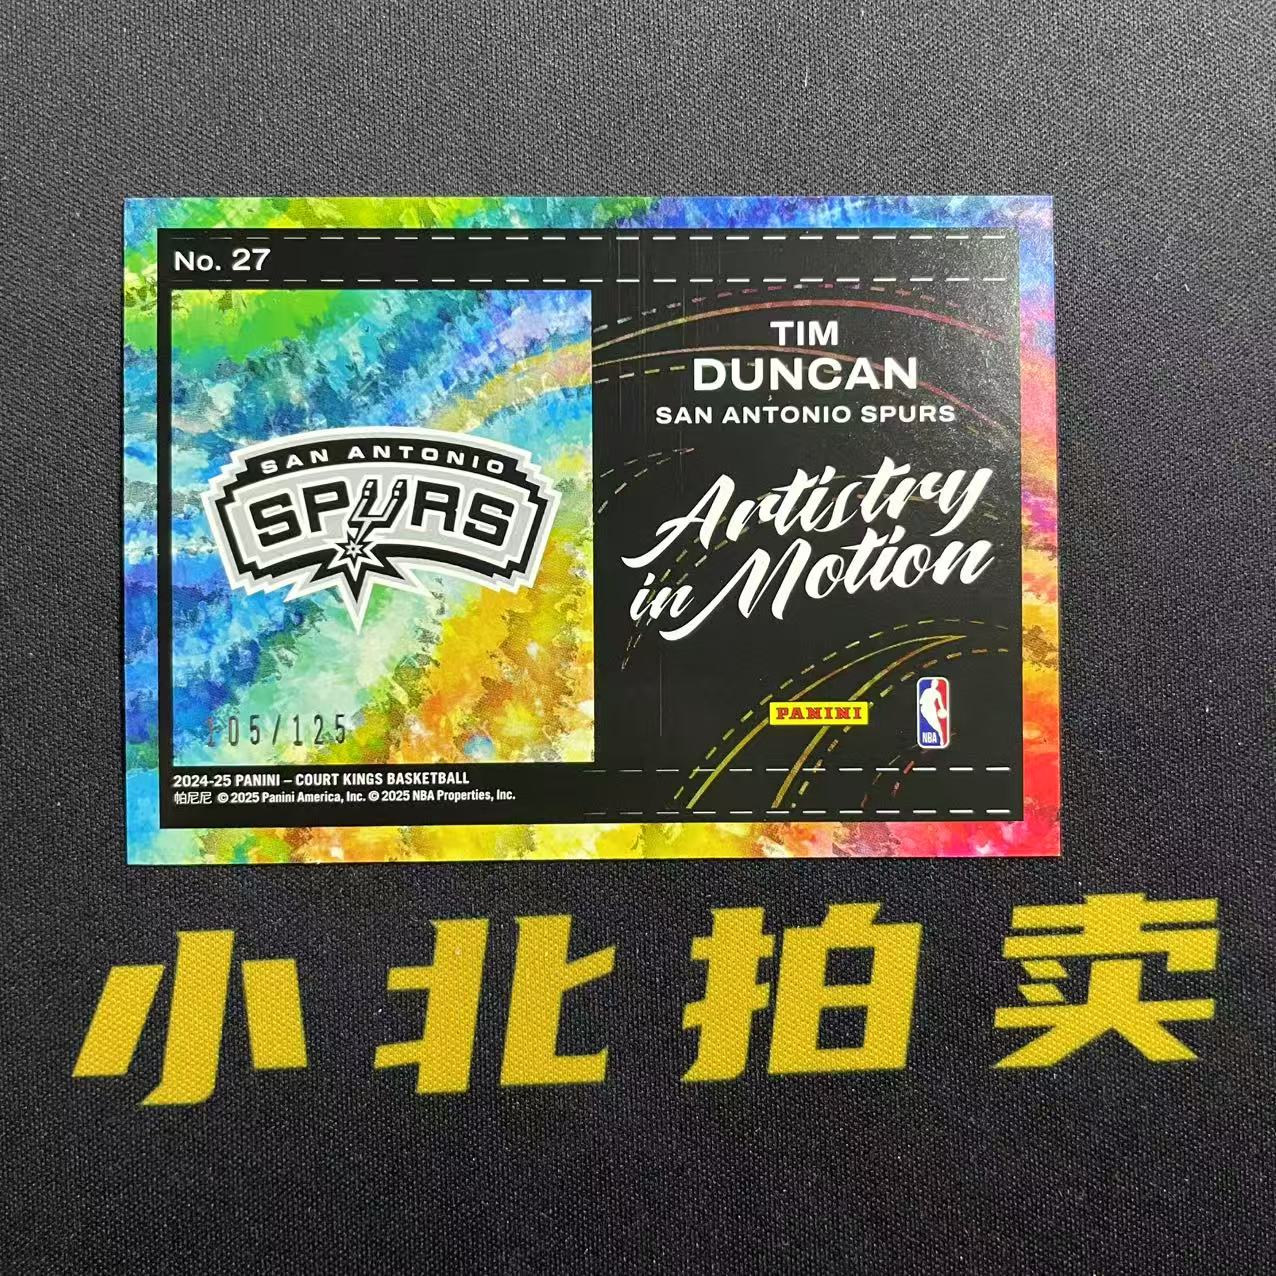 No. 27
SAN ANTONIO
SPURS
105/125
2024-25 PANINI – COURT KINGS BASKETBALL
帕尼尼 © 2025 Panini America, Inc. © 2025 NBA Properties, Inc.
TIM
DUNCAN
SAN ANTONIO SPURS
Artistry
in Motion
PANINI
NBA
小北拍卖